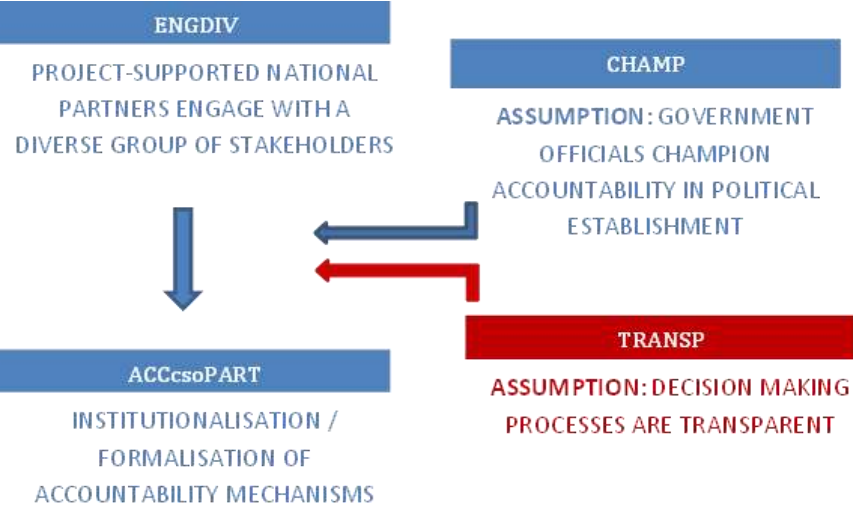 ENGDIV
PROJECT-SUPPORTED NATIONAL
PARTNERS ENGAGE WITH A
DIVERSE GROUP OF STAKEHOLDERS
CHAMP
ASSUMPTION: GOVERNMENT
OFFICIALS CHAMPION
ACCOUNTABILITY IN POLITICAL
ESTABLISHMENT
TRANSP
ASSUMPTION: DECISION MAKING
PROCESSES ARE TRANSPARENT
ACCcsoPART
INSTITUTIONALISATION /
FORMALISATION OF
ACCOUNTABILITY MECHANISMS